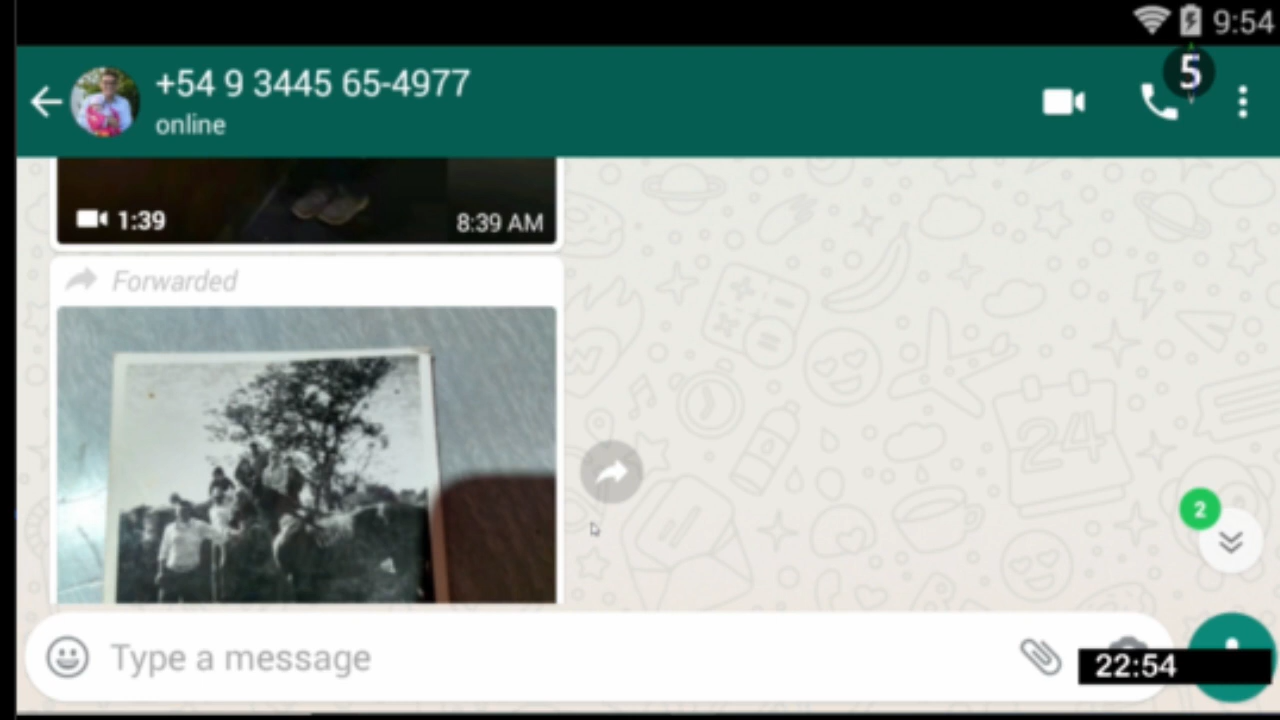 9:54
+54 9 3445 65-4977
5
online
1:39
8:39 AM
Forwarded
24
2
Type a message
22:54